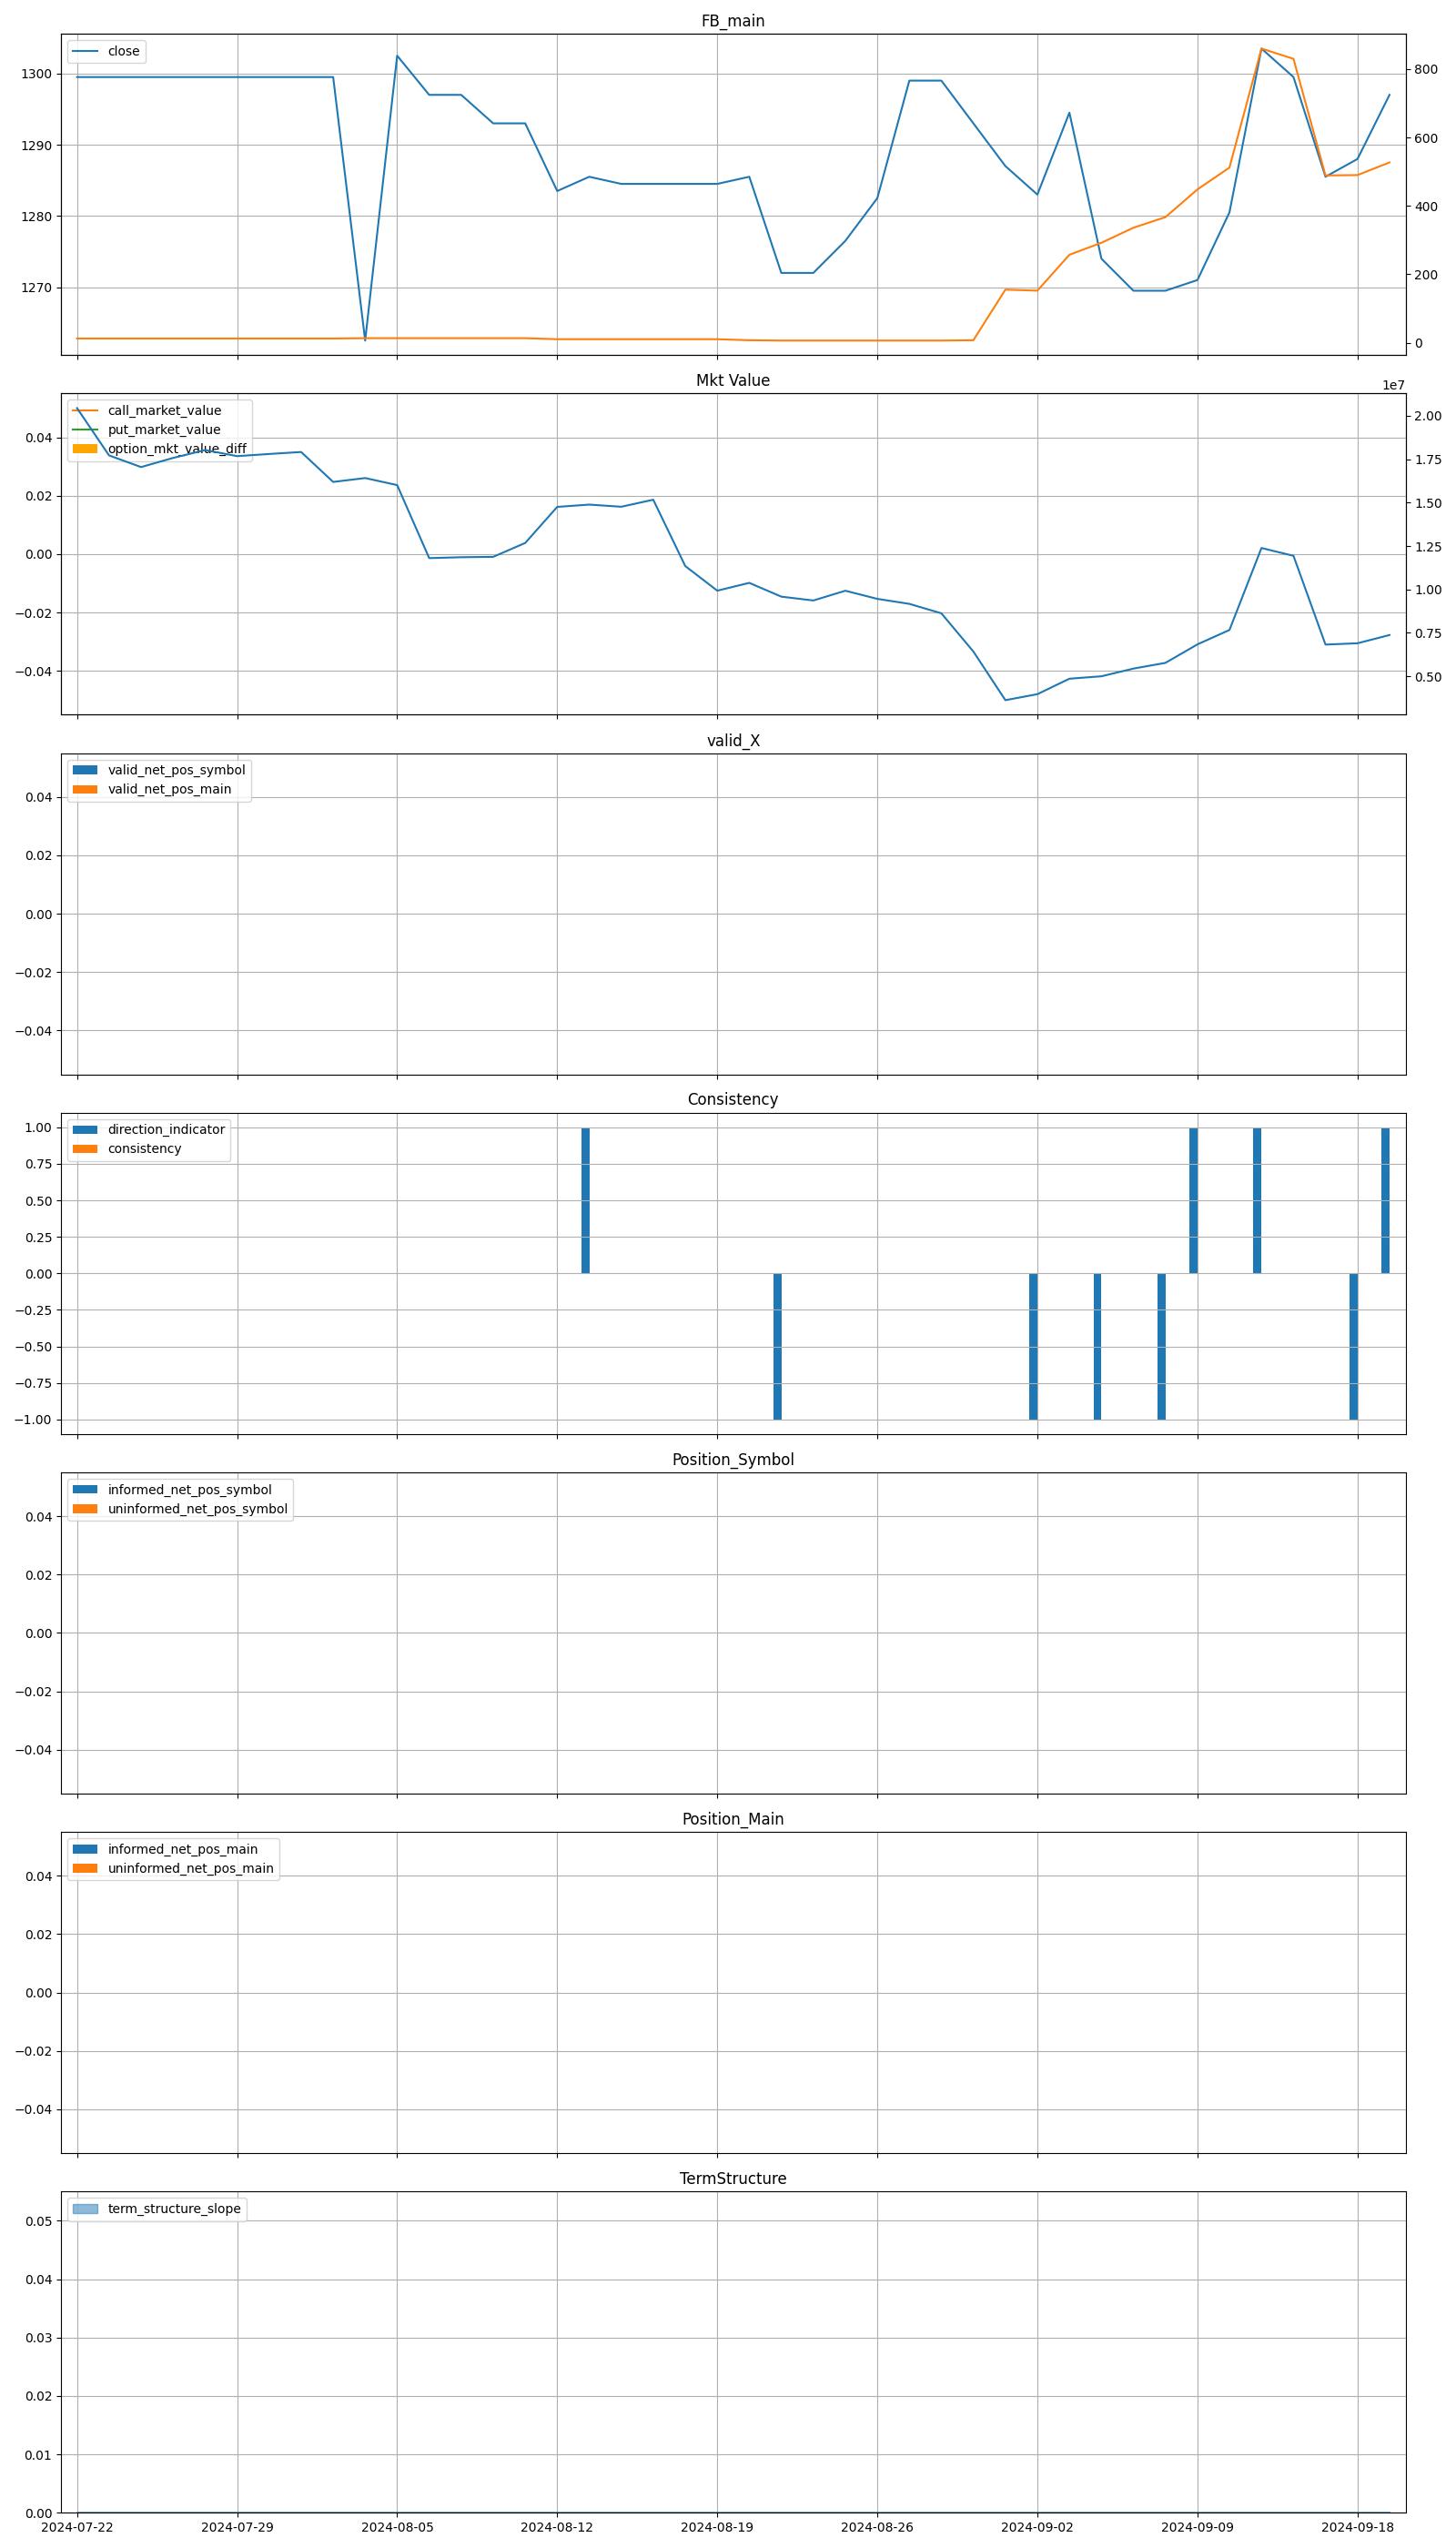 FB_main
close
1300
1290
1280
1270
800
600
400
200
0
Mkt Value
1e7
call_market_value
put_market_value
option_mkt_value_diff
0.04
0.02
0.00
−0.02
−0.04
2.00
1.75
1.50
1.25
1.00
0.75
0.50
valid_X
valid_net_pos_symbol
valid_net_pos_main
0.04
0.02
0.00
−0.02
−0.04
Consistency
direction_indicator
consistency
1.00
0.75
0.50
0.25
0.00
−0.25
−0.50
−0.75
−1.00
Position_Symbol
informed_net_pos_symbol
uninformed_net_pos_symbol
0.04
0.02
0.00
−0.02
−0.04
Position_Main
informed_net_pos_main
uninformed_net_pos_main
0.04
0.02
0.00
−0.02
−0.04
TermStructure
term_structure_slope
0.05
0.04
0.03
0.02
0.01
0.00
2024-07-22 2024-07-29 2024-08-05 2024-08-12 2024-08-19 2024-08-26 2024-09-02 2024-09-09 2024-09-18